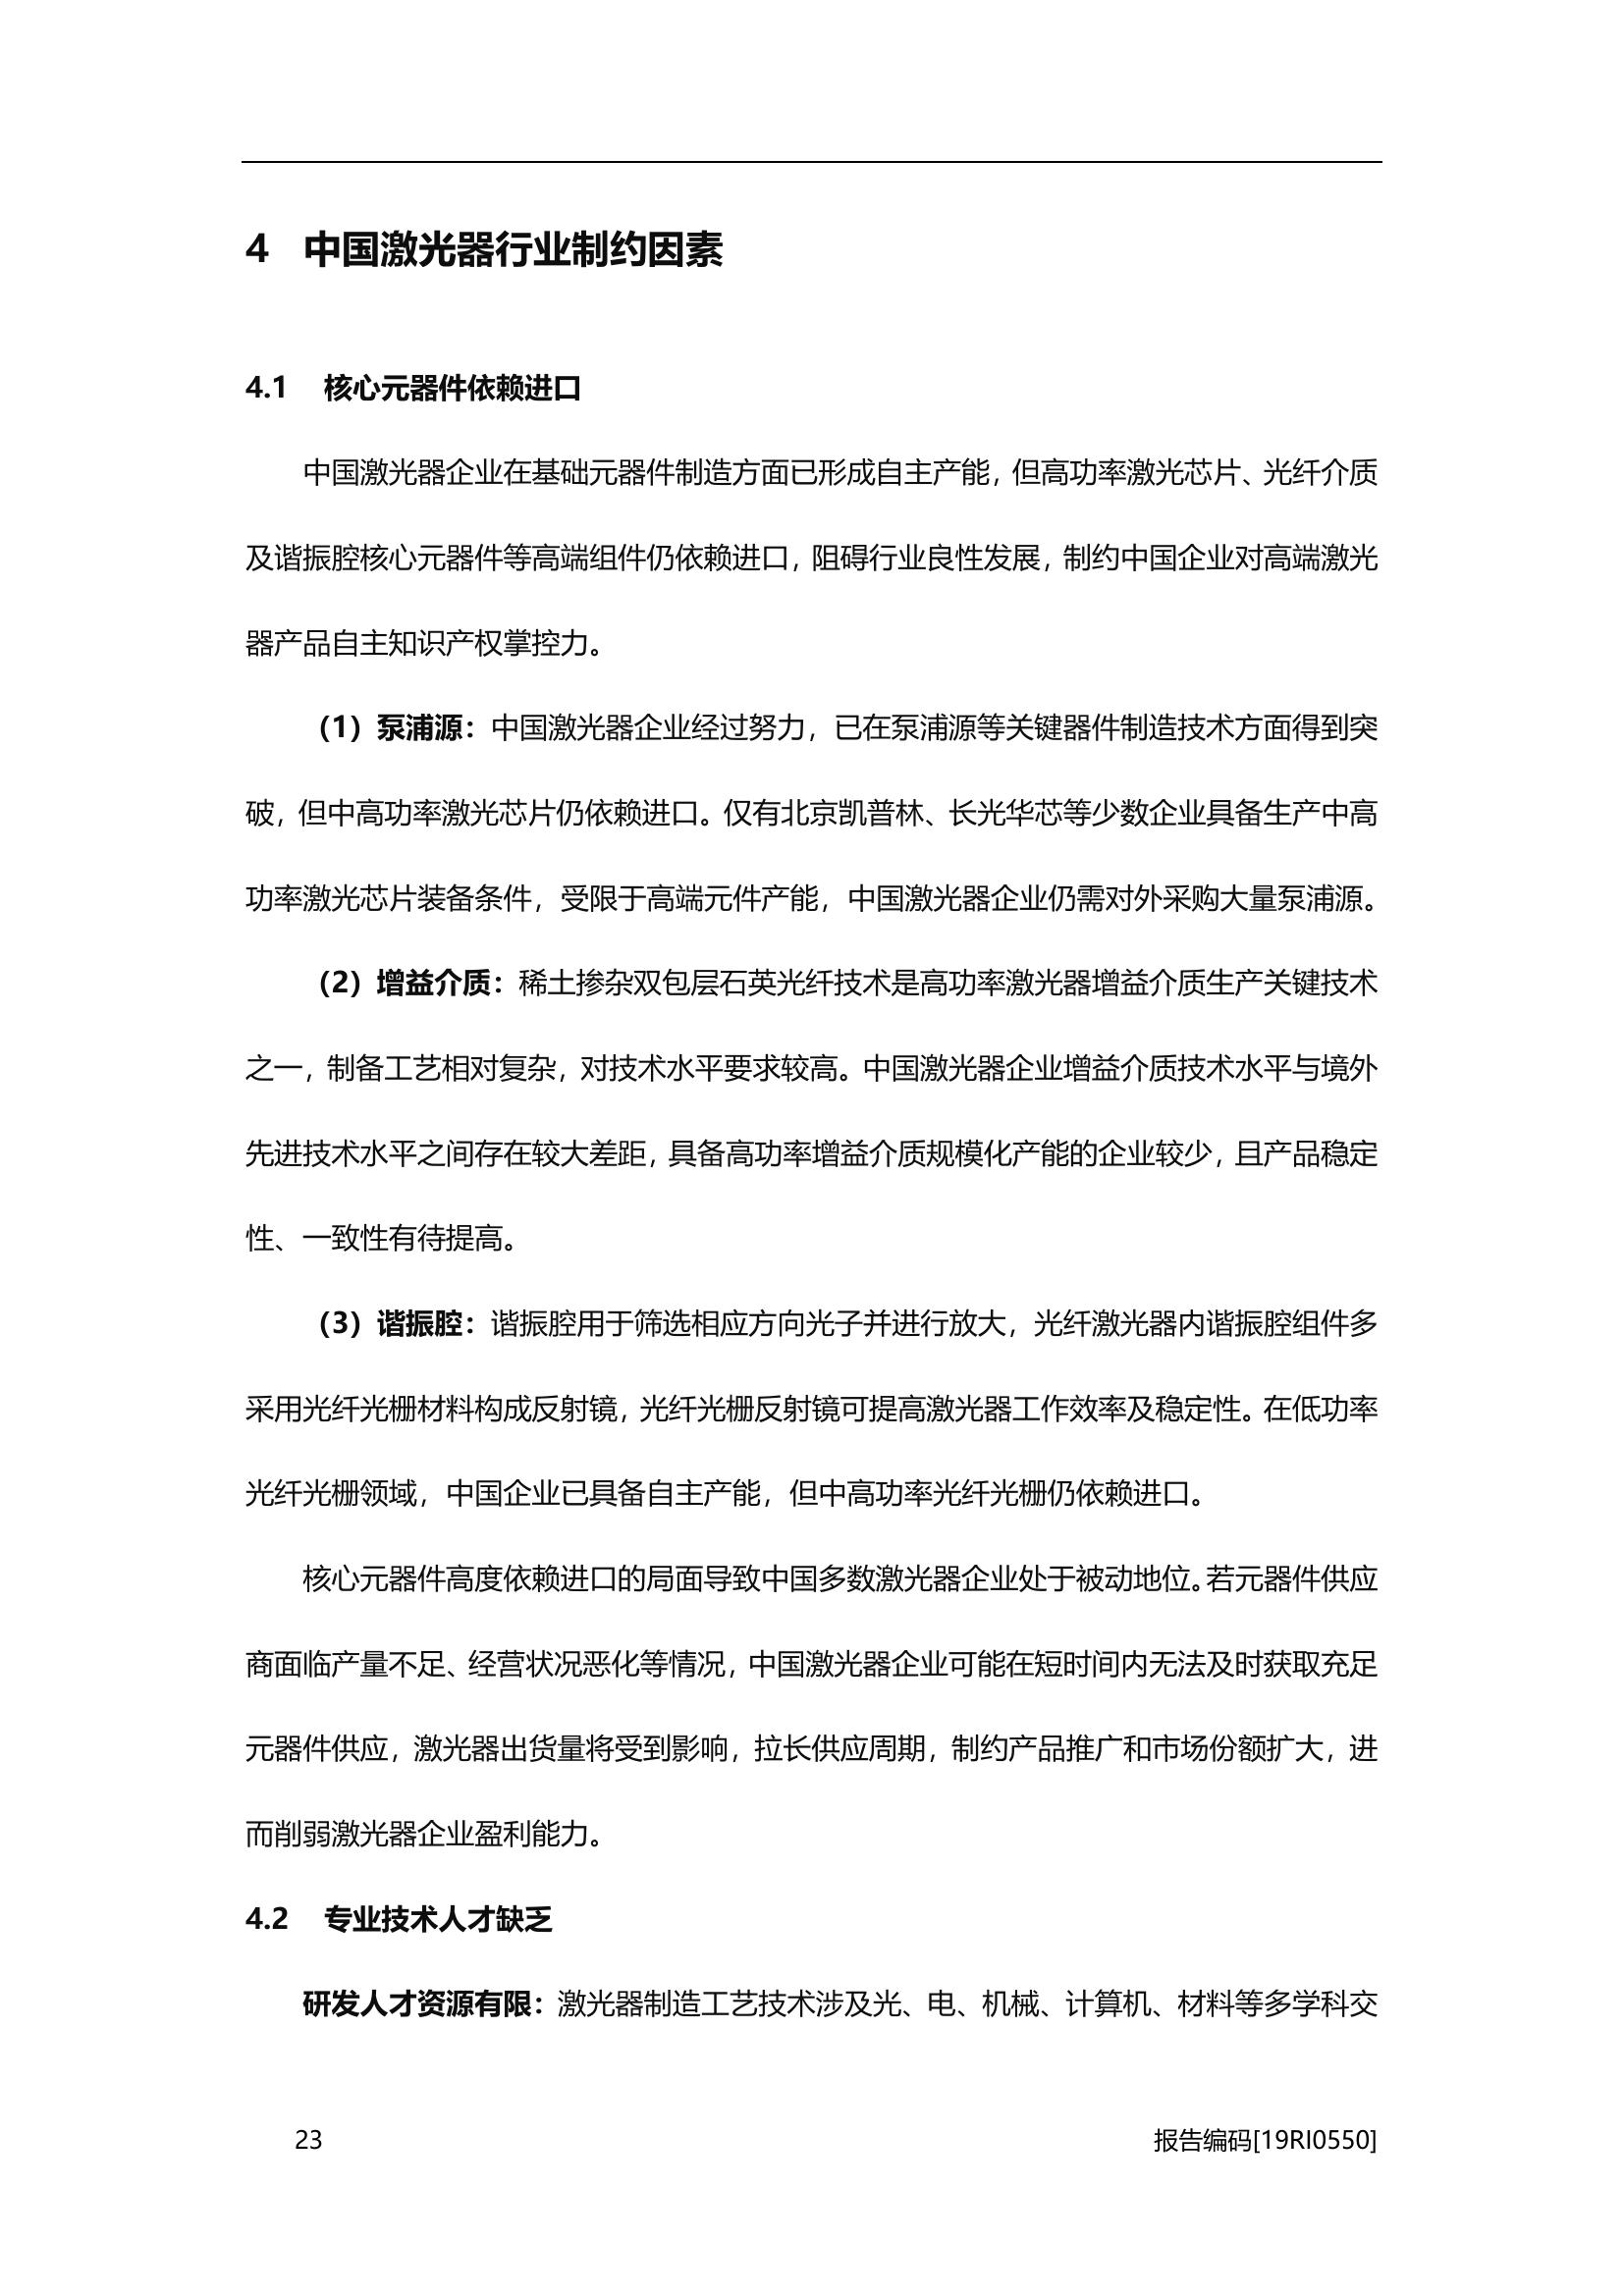 4 中国激光器行业制约因素
4.1 核心元器件依赖进口
中国激光器企业在基础元器件制造方面已形成自主产能，但高功率激光芯片、光纤介质
及谐振腔核心元器件等高端组件仍依赖进口，阻碍行业良性发展，制约中国企业对高端激光
器产品自主知识产权掌控力。
（1）泵浦源：中国激光器企业经过努力，已在泵浦源等关键器件制造技术方面得到突
破，但中高功率激光芯片仍依赖进口。仅有北京凯普林、长光华芯等少数企业具备生产中高
功率激光芯片装备条件，受限于高端元件产能，中国激光器企业仍需对外采购大量泵浦源。
（2）增益介质：稀土掺杂双包层石英光纤技术是高功率激光器增益介质生产关键技术
之一，制备工艺相对复杂，对技术水平要求较高。中国激光器企业增益介质技术水平与境外
先进技术水平之间存在较大差距，具备高功率增益介质规模化产能的企业较少，且产品稳定
性、一致性有待提高。
（3）谐振腔：谐振腔用于筛选相应方向光子并进行放大，光纤激光器内谐振腔组件多
采用光纤光栅材料构成反射镜，光纤光栅反射镜可提高激光器工作效率及稳定性。在低功率
光纤光栅领域，中国企业已具备自主产能，但中高功率光纤光栅仍依赖进口。
核心元器件高度依赖进口的局面导致中国多数激光器企业处于被动地位。若元器件供应
商面临产量不足、经营状况恶化等情况，中国激光器企业可能在短时间内无法及时获取充足
元器件供应，激光器出货量将受到影响，拉长供应周期，制约产品推广和市场份额扩大，进
而削弱激光器企业盈利能力。
4.2 专业技术人才缺乏
研发人才资源有限：激光器制造工艺技术涉及光、电、机械、计算机、材料等多学科交
23 报告编码[19RI0550]